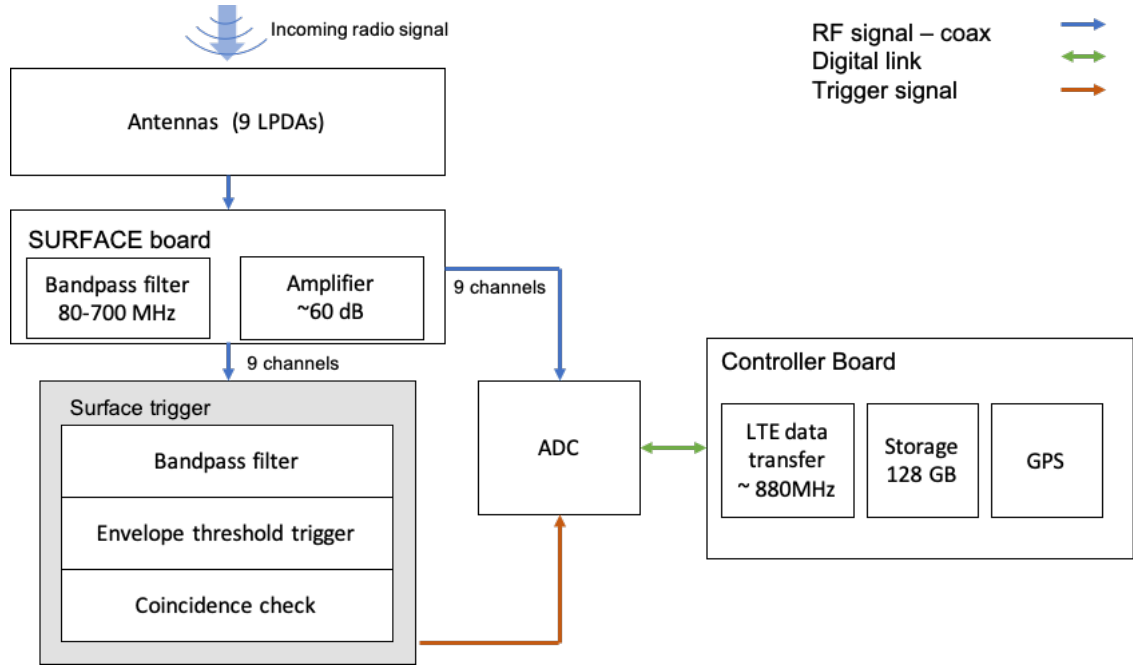 Incoming radio signal
RF signal – coax
Digital link
Trigger signal
Antennas (9 LPDAs)
SURFACE board
Bandpass filter
80-700 MHz
Amplifier
~60 dB
9 channels
9 channels
Surface trigger
Bandpass filter
Envelope threshold trigger
Coincidence check
ADC
Controller Board
LTE data
transfer
~ 880MHz
Storage
128 GB
GPS